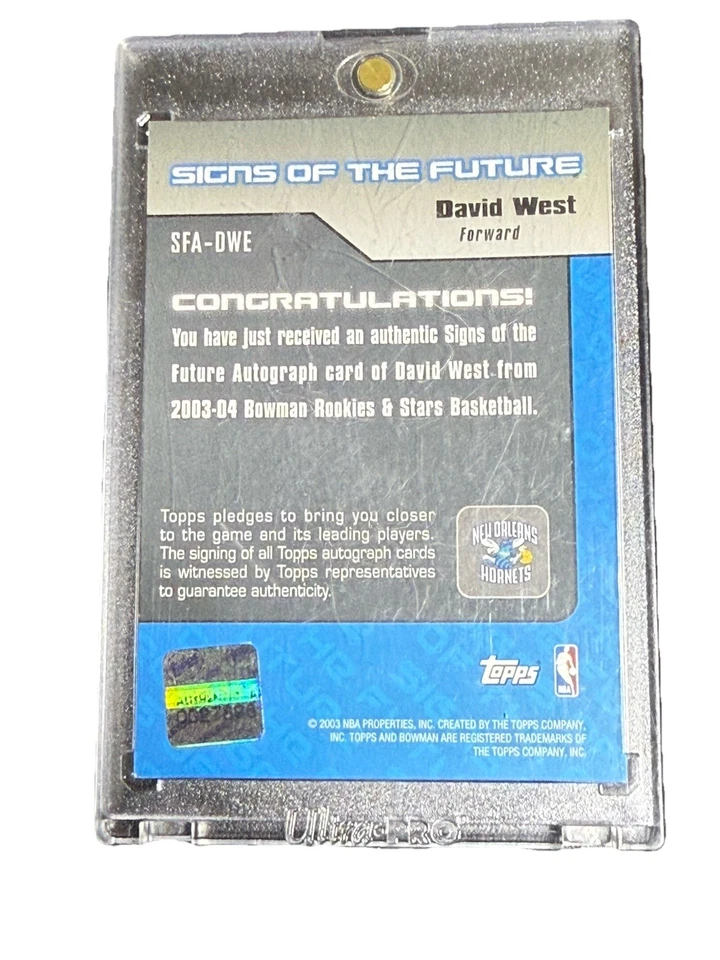 SIGNS OF THE FUTURE
David West
Forward
SFA-DWE
CONGRATULATIONS!
You have just received an authentic Signs of the
Future Autograph card of David West from
2003-04 Bowman Rookies & Stars Basketball.
Topps pledges to bring you closer
to the game and its leading players.
The signing of all Topps autograph cards
is witnessed by Topps representatives
to guarantee authenticity.
NEW ORLEANS
HORNETS
Topps
NBA
© 2003 NBA PROPERTIES, INC. CREATED BY THE TOPPS COMPANY,
INC. TOPPS AND BOWMAN ARE REGISTERED TRADEMARKS OF
THE TOPPS COMPANY, INC.
Ultra PRO